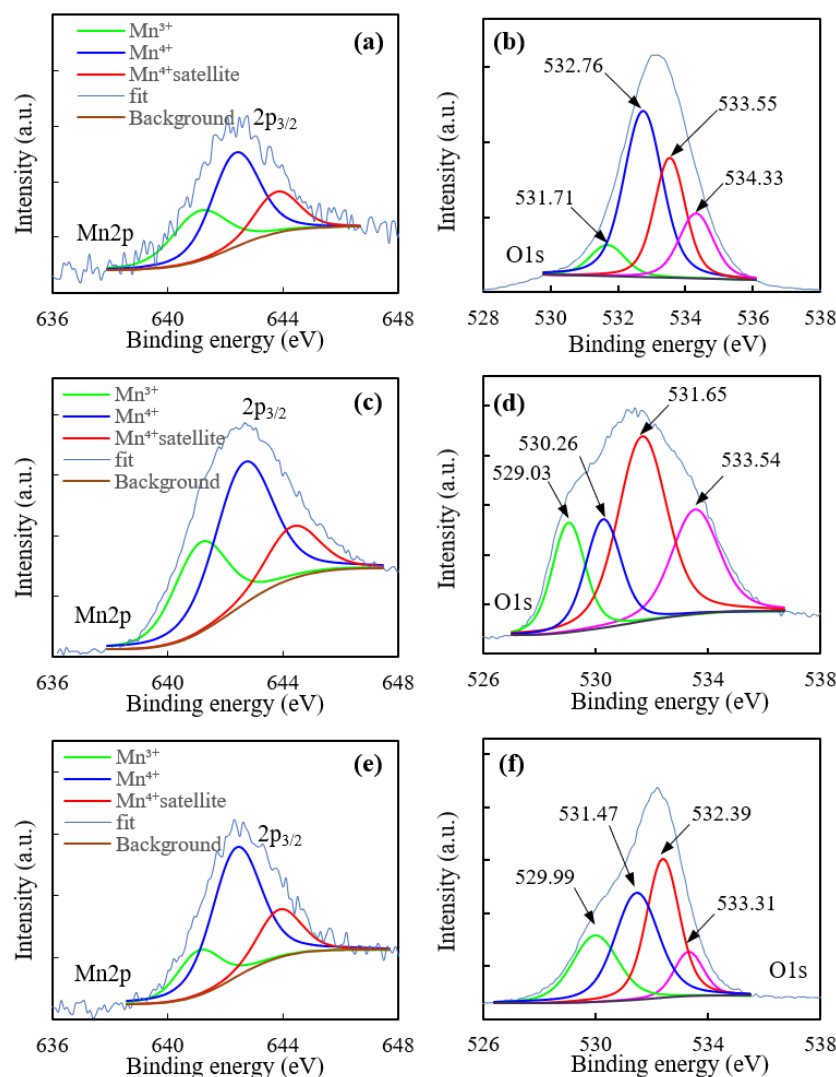 Mn³⁺
Mn⁴⁺
Mn⁴⁺satellite
fit
Background
(a)
2p₃/₂
Mn2p
Intensity (a.u.)
636 640 644 648
Binding energy (eV)
(b)
532.76
533.55
531.71
534.33
O1s
Intensity (a.u.)
528 530 532 534 536 538
Binding energy (eV)
Mn³⁺
Mn⁴⁺
Mn⁴⁺satellite
fit
Background
(c)
2p₃/₂
Mn2p
Intensity (a.u.)
636 640 644 648
Binding energy (eV)
(d)
531.65
530.26
529.03
533.54
O1s
Intensity (a.u.)
526 530 534 538
Binding energy (eV)
Mn³⁺
Mn⁴⁺
Mn⁴⁺satellite
fit
Background
(e)
2p₃/₂
Mn2p
Intensity (a.u.)
636 640 644 648
Binding energy (eV)
(f)
531.47
532.39
529.99
533.31
O1s
Intensity (a.u.)
526 530 534 538
Binding energy (eV)